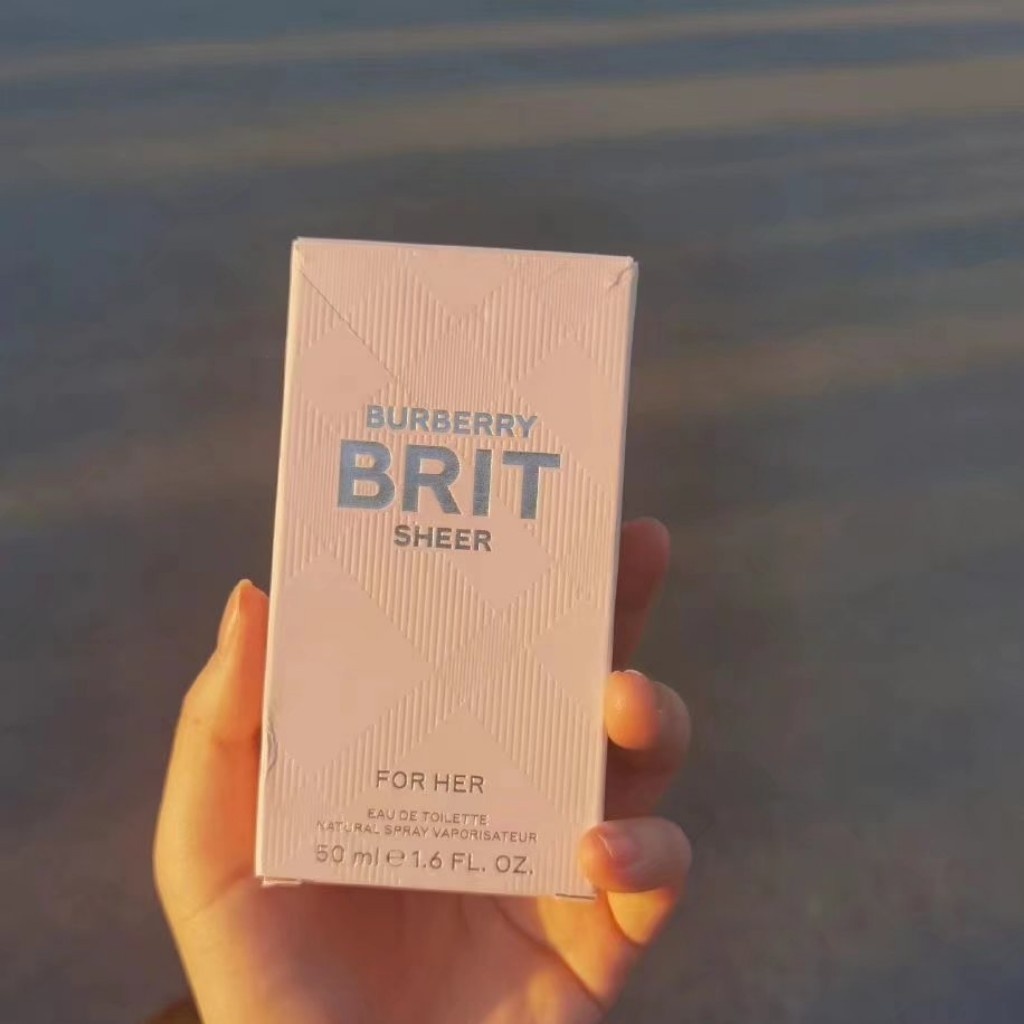 BURBERRY
BRIT
SHEER
FOR HER
EAU DE TOILETTE
NATURAL SPRAY VAPORISATEUR
50 ml ℮ 1.6 FL. OZ.